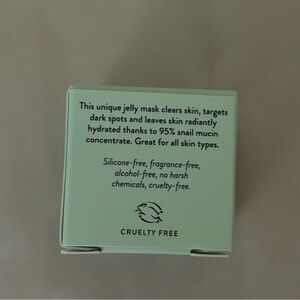 This unique jelly mask clears skin, targets
dark spots and leaves skin radiantly
hydrated thanks to 95% snail mucin
concentrate. Great for all skin types.
Silicone-free, fragrance-free,
alcohol-free, no harsh
chemicals, cruelty-free.
CRUELTY FREE